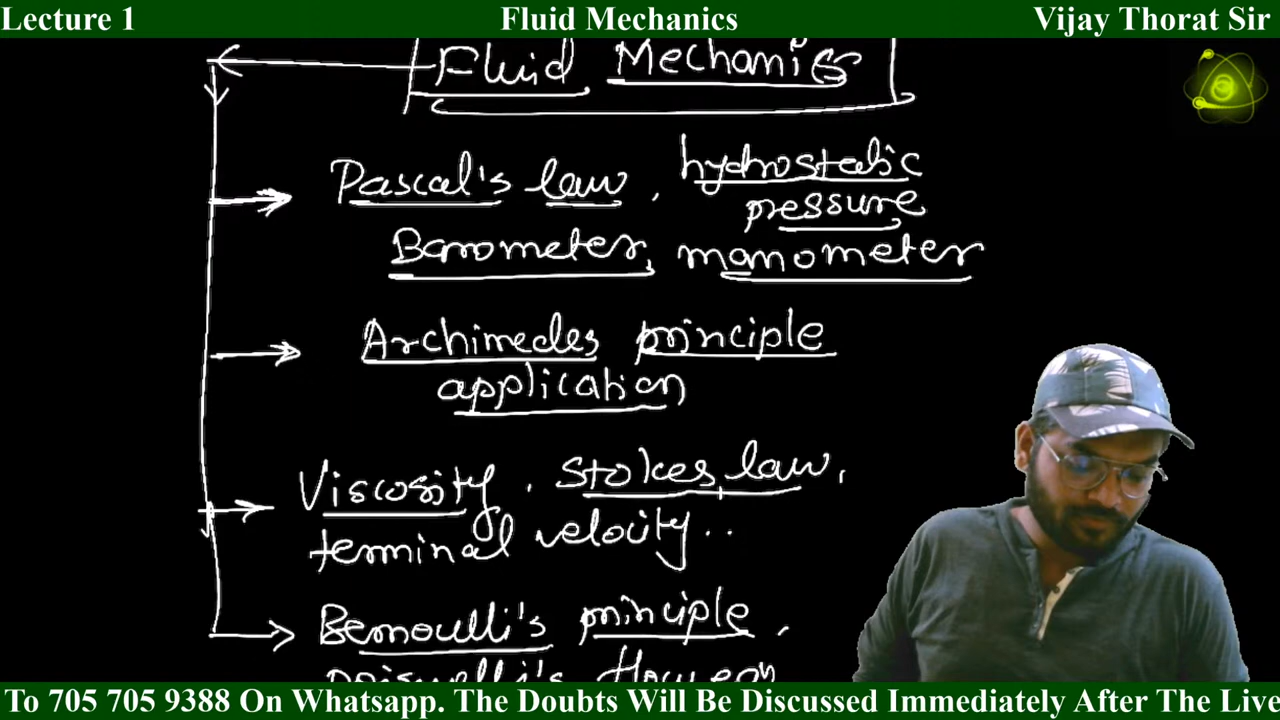 Lecture 1 Fluid Mechanics Vijay Thorat Sir
Fluid Mechanics
Pascal's law, hydrostatic
pressure
Barometer, manometer
Archimedes principle
application
Viscosity, Stokes law,
terminal velocity..
Bernoulli's principle,
To 705 705 9388 On Whatsapp. The Doubts Will Be Discussed Immediately After The Live